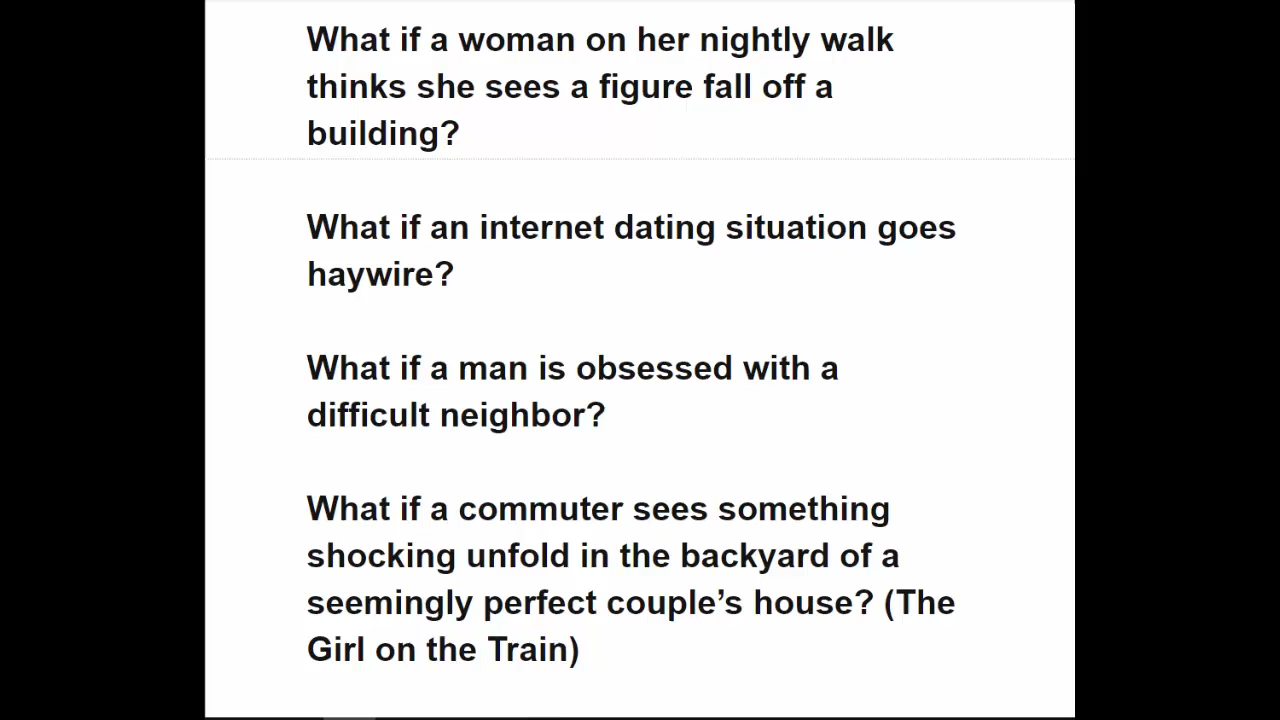 What if a woman on her nightly walk
thinks she sees a figure fall off a
building?
What if an internet dating situation goes
haywire?
What if a man is obsessed with a
difficult neighbor?
What if a commuter sees something
shocking unfold in the backyard of a
seemingly perfect couple’s house? (The
Girl on the Train)